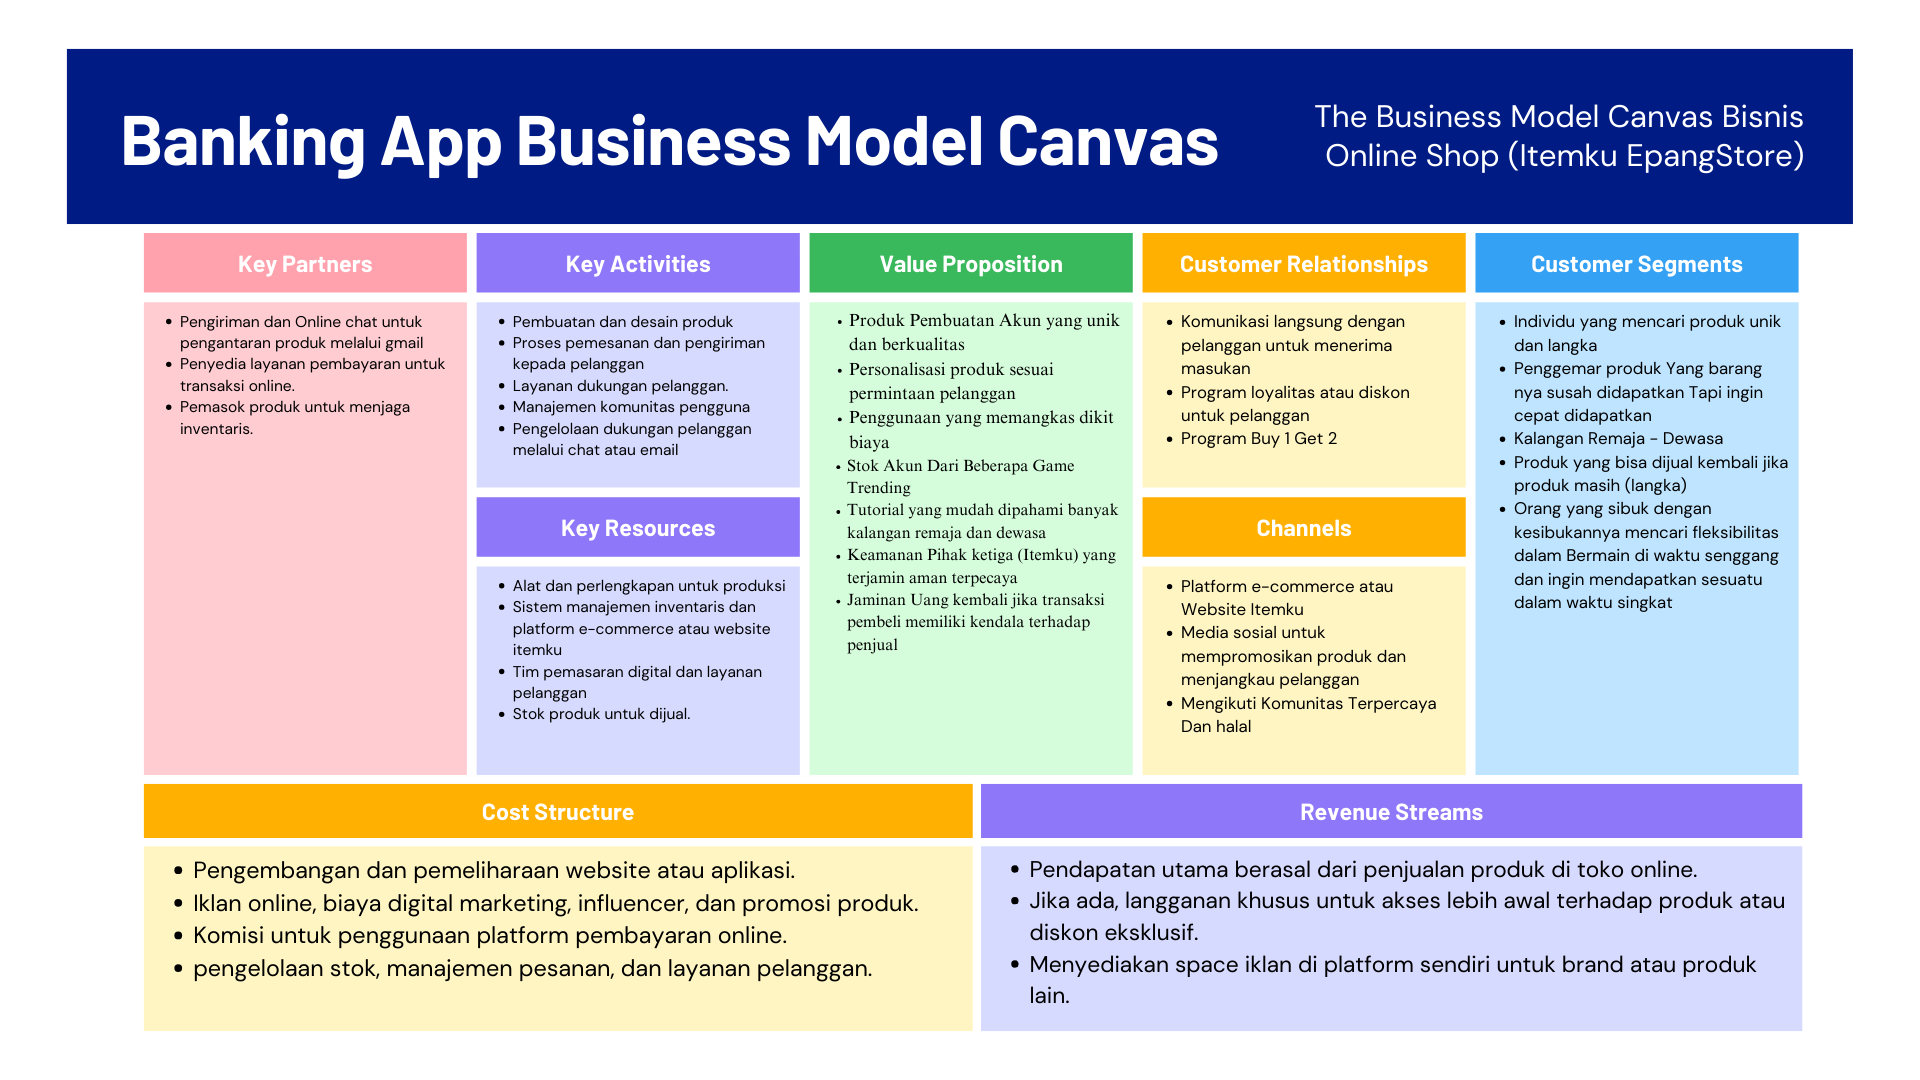 Banking App Business Model Canvas
The Business Model Canvas Bisnis
Online Shop (Itemku EpangStore)
Key Partners
• Pengiriman dan Online chat untuk
pengantaran produk melalui gmail
• Penyedia layanan pembayaran untuk
transaksi online.
• Pemasok produk untuk menjaga
inventaris.
Key Activities
• Pembuatan dan desain produk
• Proses pemesanan dan pengiriman
kepada pelanggan
• Layanan dukungan pelanggan.
• Manajemen komunitas pengguna
• Pengelolaan dukungan pelanggan
melalui chat atau email
Key Resources
• Alat dan perlengkapan untuk produksi
• Sistem manajemen inventaris dan
platform e-commerce atau website
itemku
• Tim pemasaran digital dan layanan
pelanggan
• Stok produk untuk dijual.
Value Proposition
• Produk Pembuatan Akun yang unik
dan berkualitas
• Personalisasi produk sesuai
permintaan pelanggan
• Penggunaan yang memangkas dikit
biaya
• Stok Akun Dari Beberapa Game
Trending
• Tutorial yang mudah dipahami banyak
kalangan remaja dan dewasa
• Keamanan Pihak ketiga (Itemku) yang
terjamin aman terpecaya
• Jaminan Uang kembali jika transaksi
pembeli memiliki kendala terhadap
penjual
Customer Relationships
• Komunikasi langsung dengan
pelanggan untuk menerima
masukan
• Program loyalitas atau diskon
untuk pelanggan
• Program Buy 1 Get 2
Channels
• Platform e-commerce atau
Website Itemku
• Media sosial untuk
mempromosikan produk dan
menjangkau pelanggan
• Mengikuti Komunitas Terpercaya
Dan halal
Customer Segments
• Individu yang mencari produk unik
dan langka
• Penggemar produk Yang barang
nya susah didapatkan Tapi ingin
cepat didapatkan
• Kalangan Remaja - Dewasa
• Produk yang bisa dijual kembali jika
produk masih (langka)
• Orang yang sibuk dengan
kesibukannya mencari fleksibilitas
dalam Bermain di waktu senggang
dan ingin mendapatkan sesuatu
dalam waktu singkat
Cost Structure
• Pengembangan dan pemeliharaan website atau aplikasi.
• Iklan online, biaya digital marketing, influencer, dan promosi produk.
• Komisi untuk penggunaan platform pembayaran online.
• pengelolaan stok, manajemen pesanan, dan layanan pelanggan.
Revenue Streams
• Pendapatan utama berasal dari penjualan produk di toko online.
• Jika ada, langganan khusus untuk akses lebih awal terhadap produk atau
diskon eksklusif.
• Menyediakan space iklan di platform sendiri untuk brand atau produk
lain.